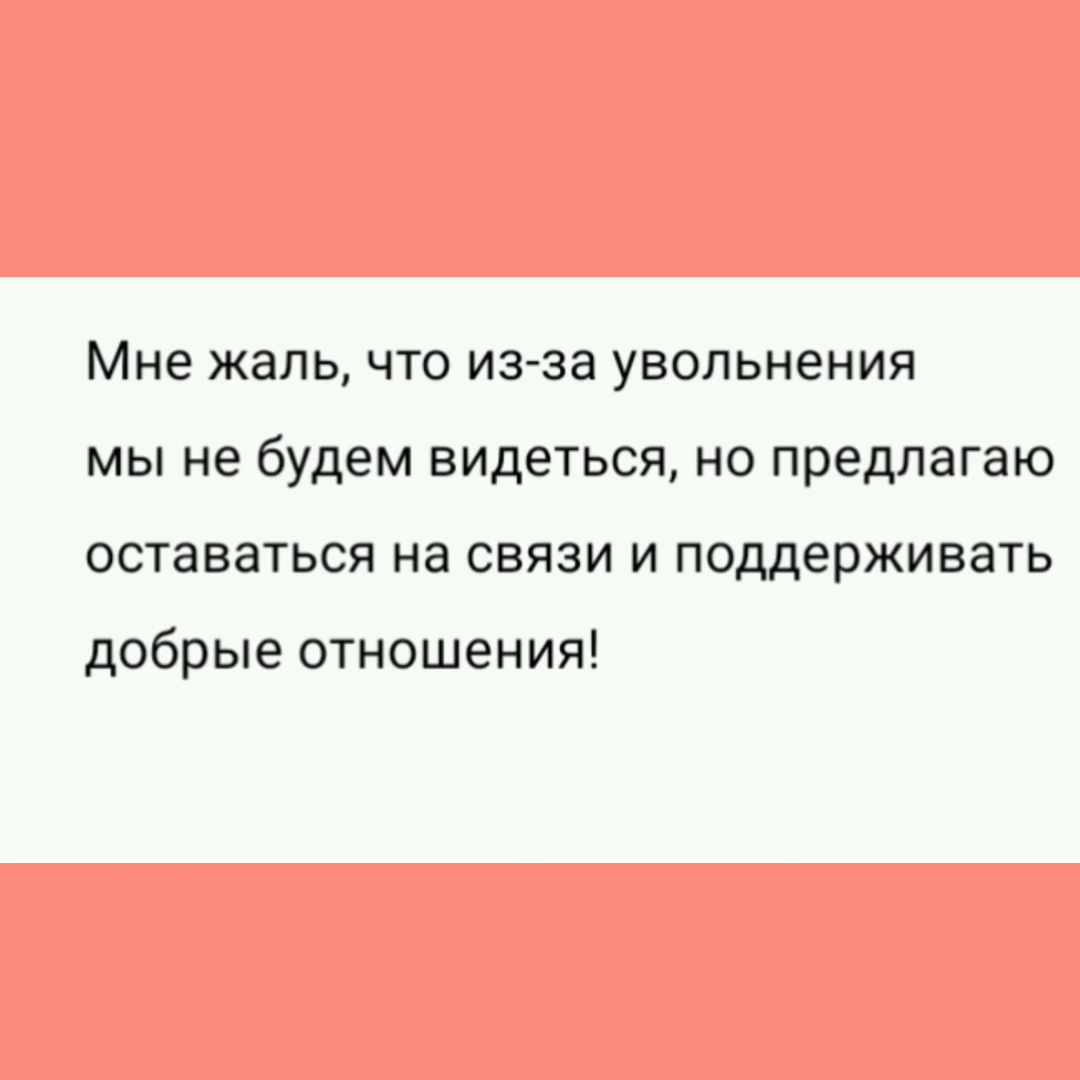 Мне жаль, что из-за увольнения
мы не будем видеться, но предлагаю
оставаться на связи и поддерживать
добрые отношения!